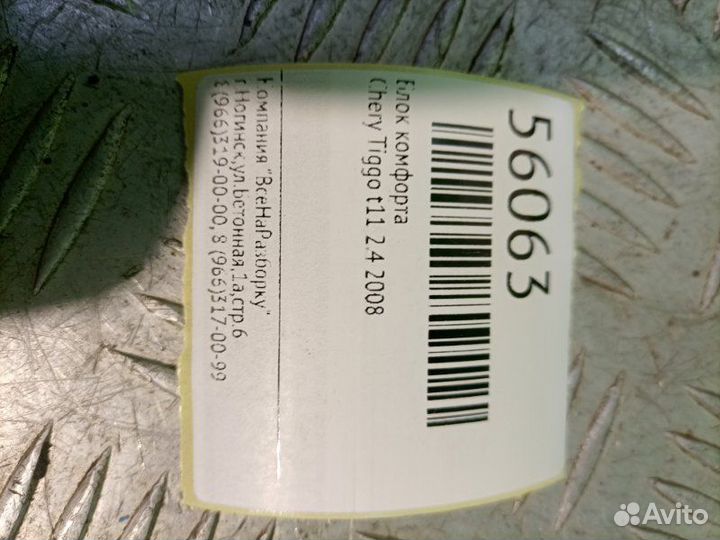 56063
Блок комфорта
Chery Tiggo t11 2.4 2008
Компания "ВсеНаРазборку"
г Ногинск,ул.Бетонная,1а,стр.6
8 (966)319-00-00, 8 (966)317-00-99
Avito